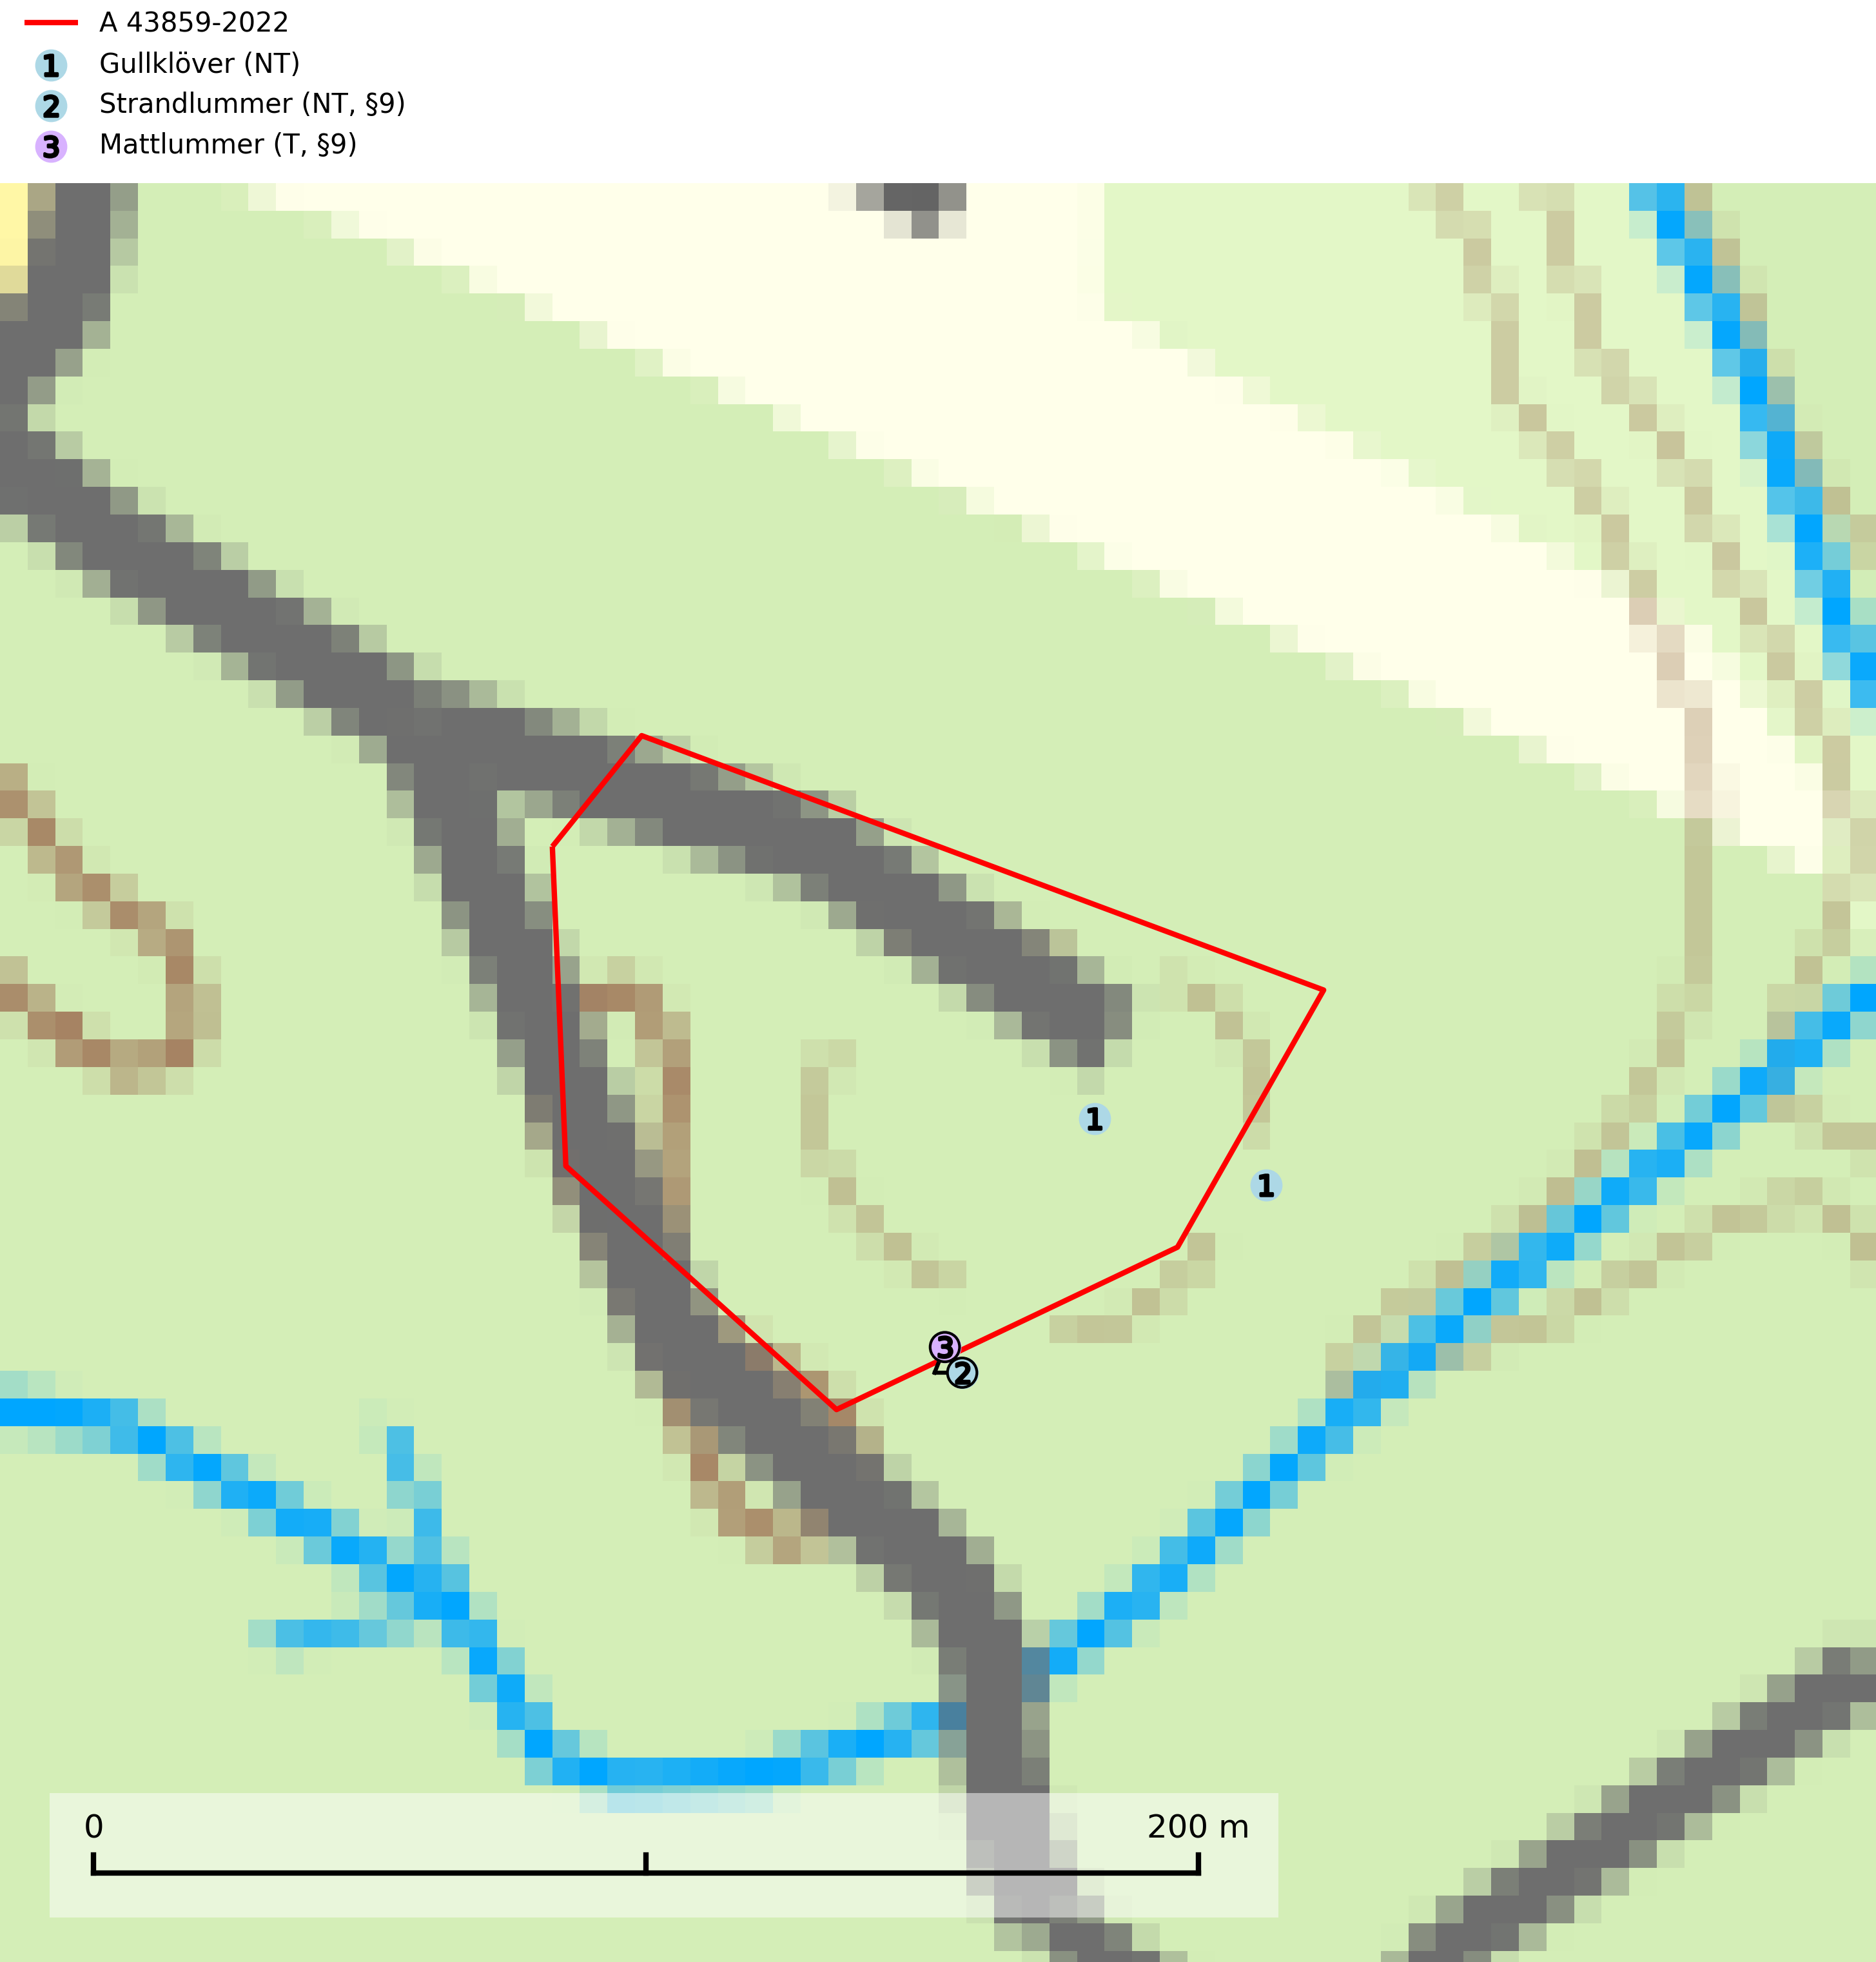 A 43859-2022
1 Gullklöver (NT)
2 Strandlummer (NT, §9)
3 Mattlummer (T, §9)
1
1
3
2
0 200 m